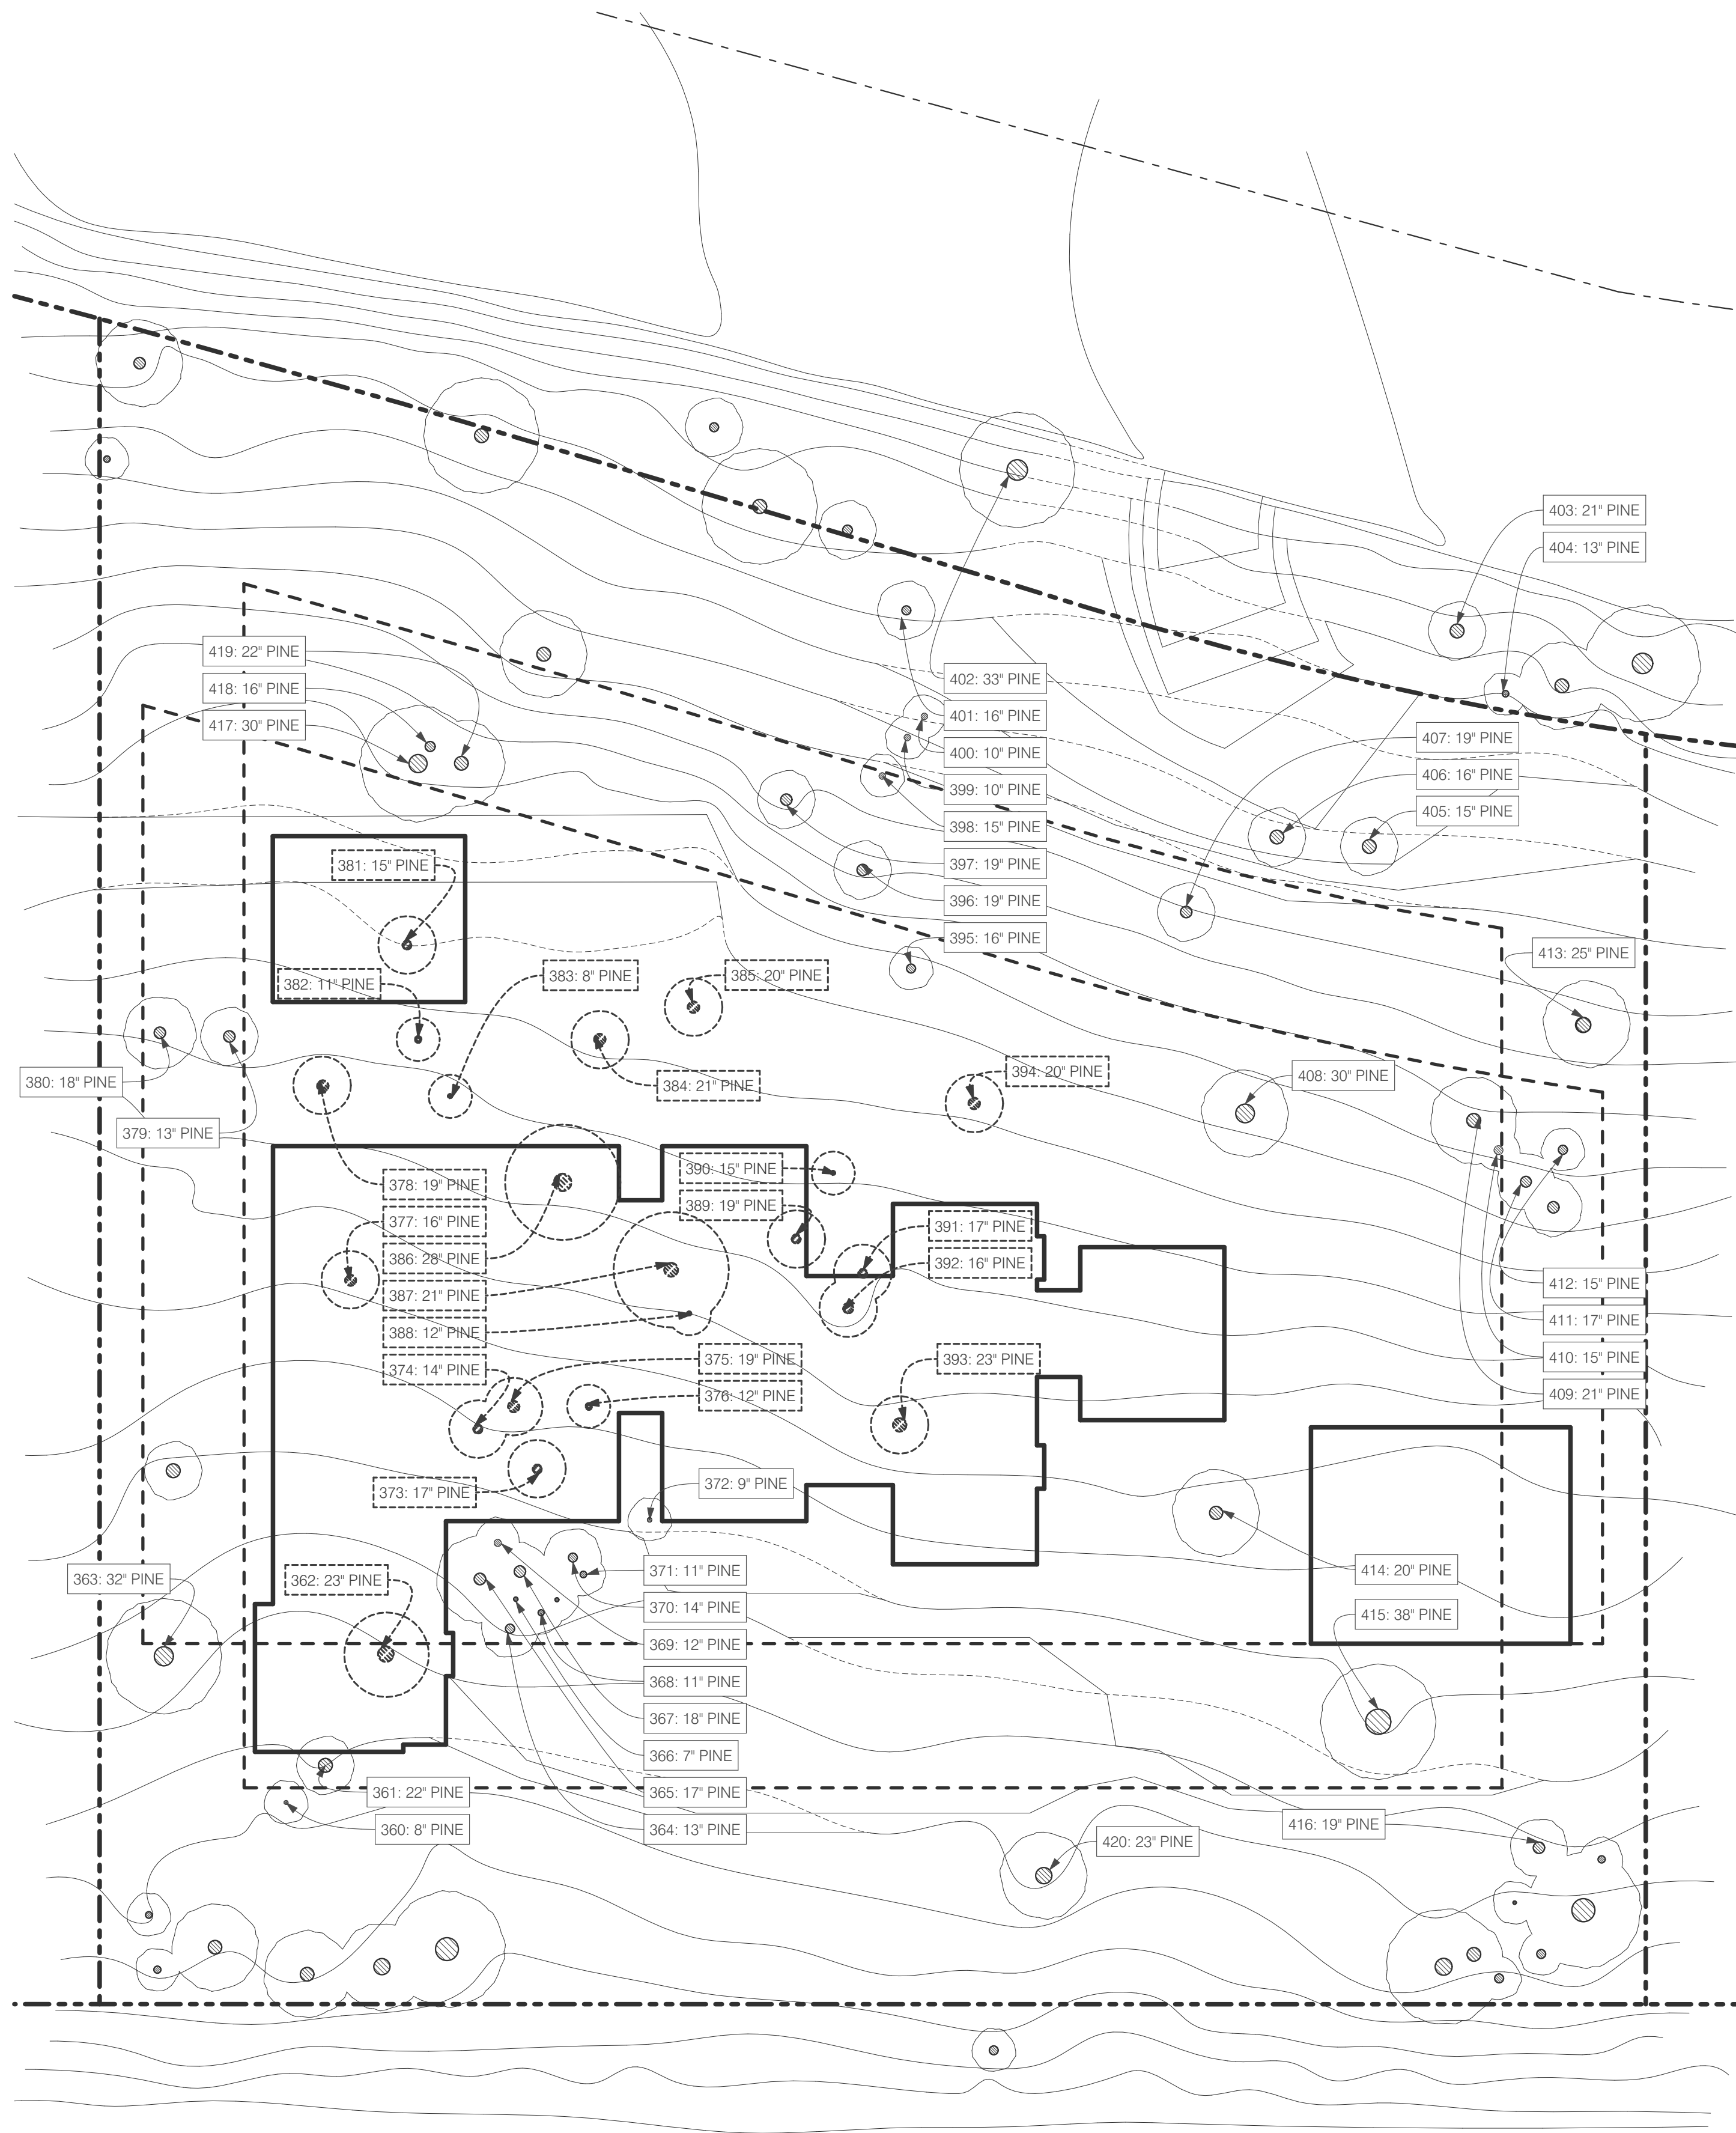 403: 21" PINE
404: 13" PINE
419: 22" PINE
402: 33" PINE
418: 16" PINE
401: 16" PINE
417: 30" PINE
407: 19" PINE
400: 10" PINE
406: 16" PINE
399: 10" PINE
405: 15" PINE
398: 15" PINE
381: 15" PINE
397: 19" PINE
396: 19" PINE
395: 16" PINE
413: 25" PINE
382: 11" PINE
383: 8" PINE
385: 20" PINE
394: 20" PINE
408: 30" PINE
380: 18" PINE
384: 21" PINE
379: 13" PINE
390: 15" PINE
378: 19" PINE
389: 19" PINE
377: 16" PINE
391: 17" PINE
386: 28" PINE
392: 16" PINE
412: 15" PINE
387: 21" PINE
411: 17" PINE
388: 12" PINE
410: 15" PINE
375: 19" PINE
393: 23" PINE
374: 14" PINE
376: 12" PINE
409: 21" PINE
372: 9" PINE
373: 17" PINE
371: 11" PINE
414: 20" PINE
363: 32" PINE
362: 23" PINE
370: 14" PINE
415: 38" PINE
369: 12" PINE
368: 11" PINE
367: 18" PINE
366: 7" PINE
361: 22" PINE
365: 17" PINE
416: 19" PINE
360: 8" PINE
364: 13" PINE
420: 23" PINE